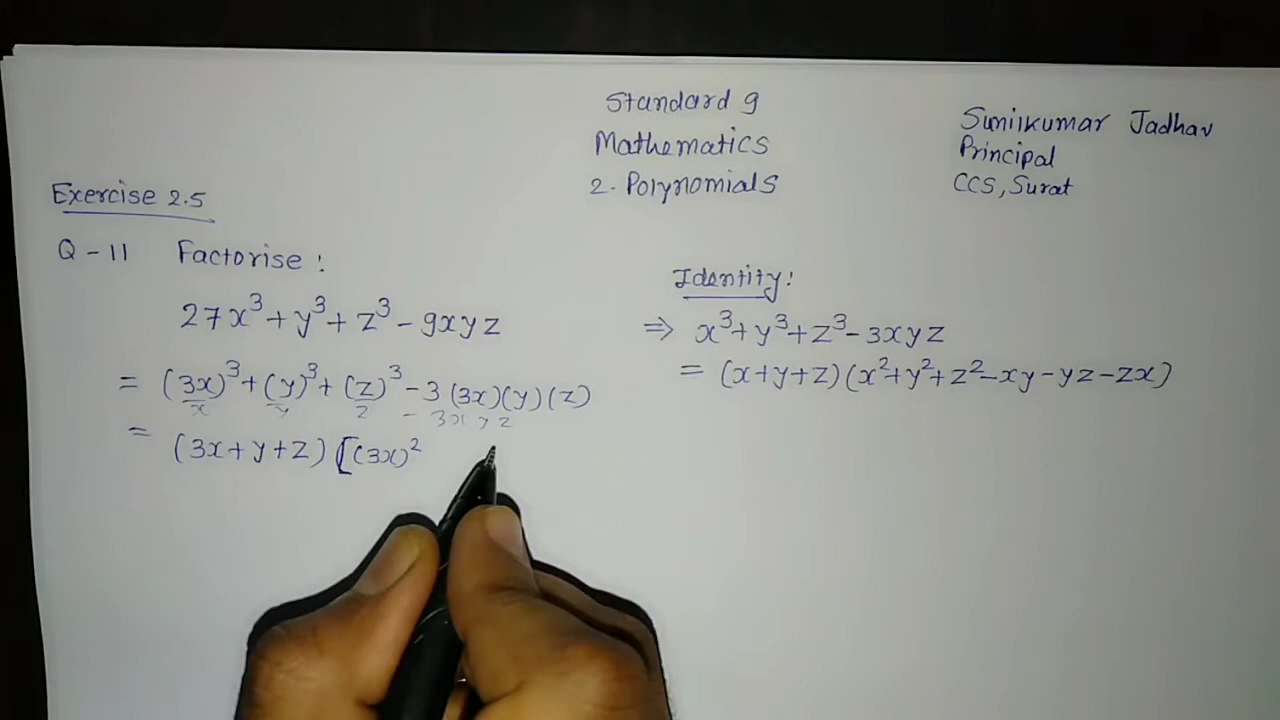 Standard 9
Mathematics
2. Polynomials
Sunilkumar Jadhav
Principal
CCS, Surat
Exercise 2.5
Q - 11 Factorise :
27x³ + y³ + z³ - 9xyz
= (3x)³ + (y)³ + (z)³ - 3 (3x)(y)(z)
x y z - 3x y z
= (3x + y + z) [(3x)²
Identity:
⇒ x³ + y³ + z³ - 3xyz
= (x + y + z) (x² + y² + z² - xy - yz - zx)